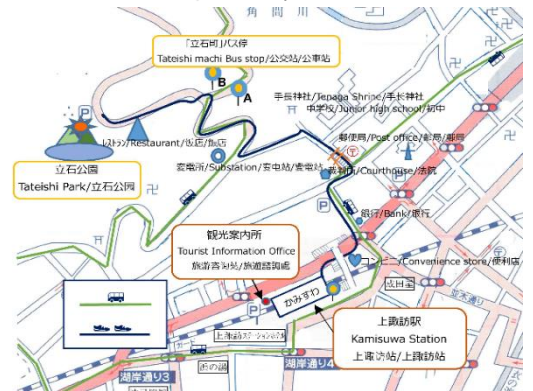 角間川
「立石町」バス停
Tateishi machi Bus stop/公交站/公車站
B
A
手長神社/Tenaga Shrine/手长神社
中学校/Junior high school/初中
郵便局/Post office/邮局/郵局
P
レストラン/Restaurant/饭店/飯店
変電所/Substation/变电站/變電站
裁判所/Courthouse/法院
立石公園
Tateishi Park/立石公园
P
銀行/Bank/银行
観光案内所
Tourist Information Office
旅游咨询处/旅遊諮詢處
コンビニ/Convenience store/便利店/
かみすわ
並木通り
P
上諏訪駅
Kamisuwa Station
上诹访站/上諏訪站
湖岸通り3
湖岸通り4